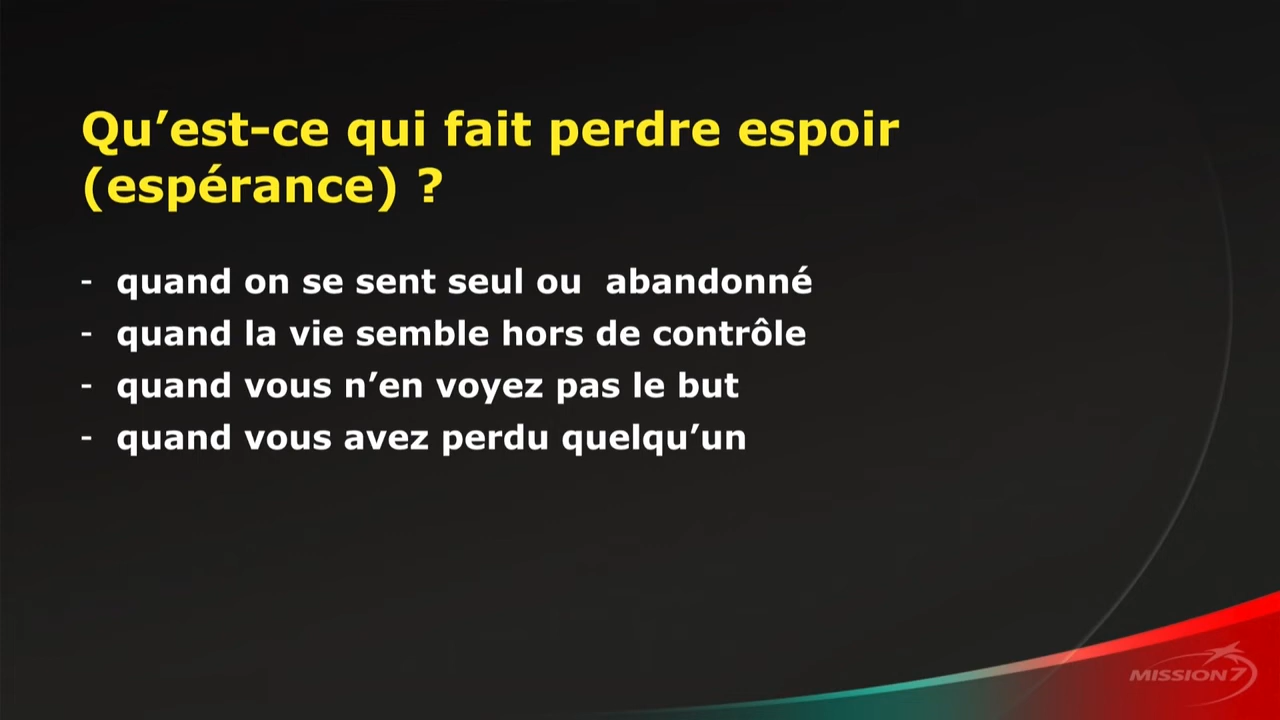 Qu’est-ce qui fait perdre espoir
(espérance) ?
- quand on se sent seul ou  abandonné
- quand la vie semble hors de contrôle
- quand vous n’en voyez pas le but
- quand vous avez perdu quelqu’un
MISSION7